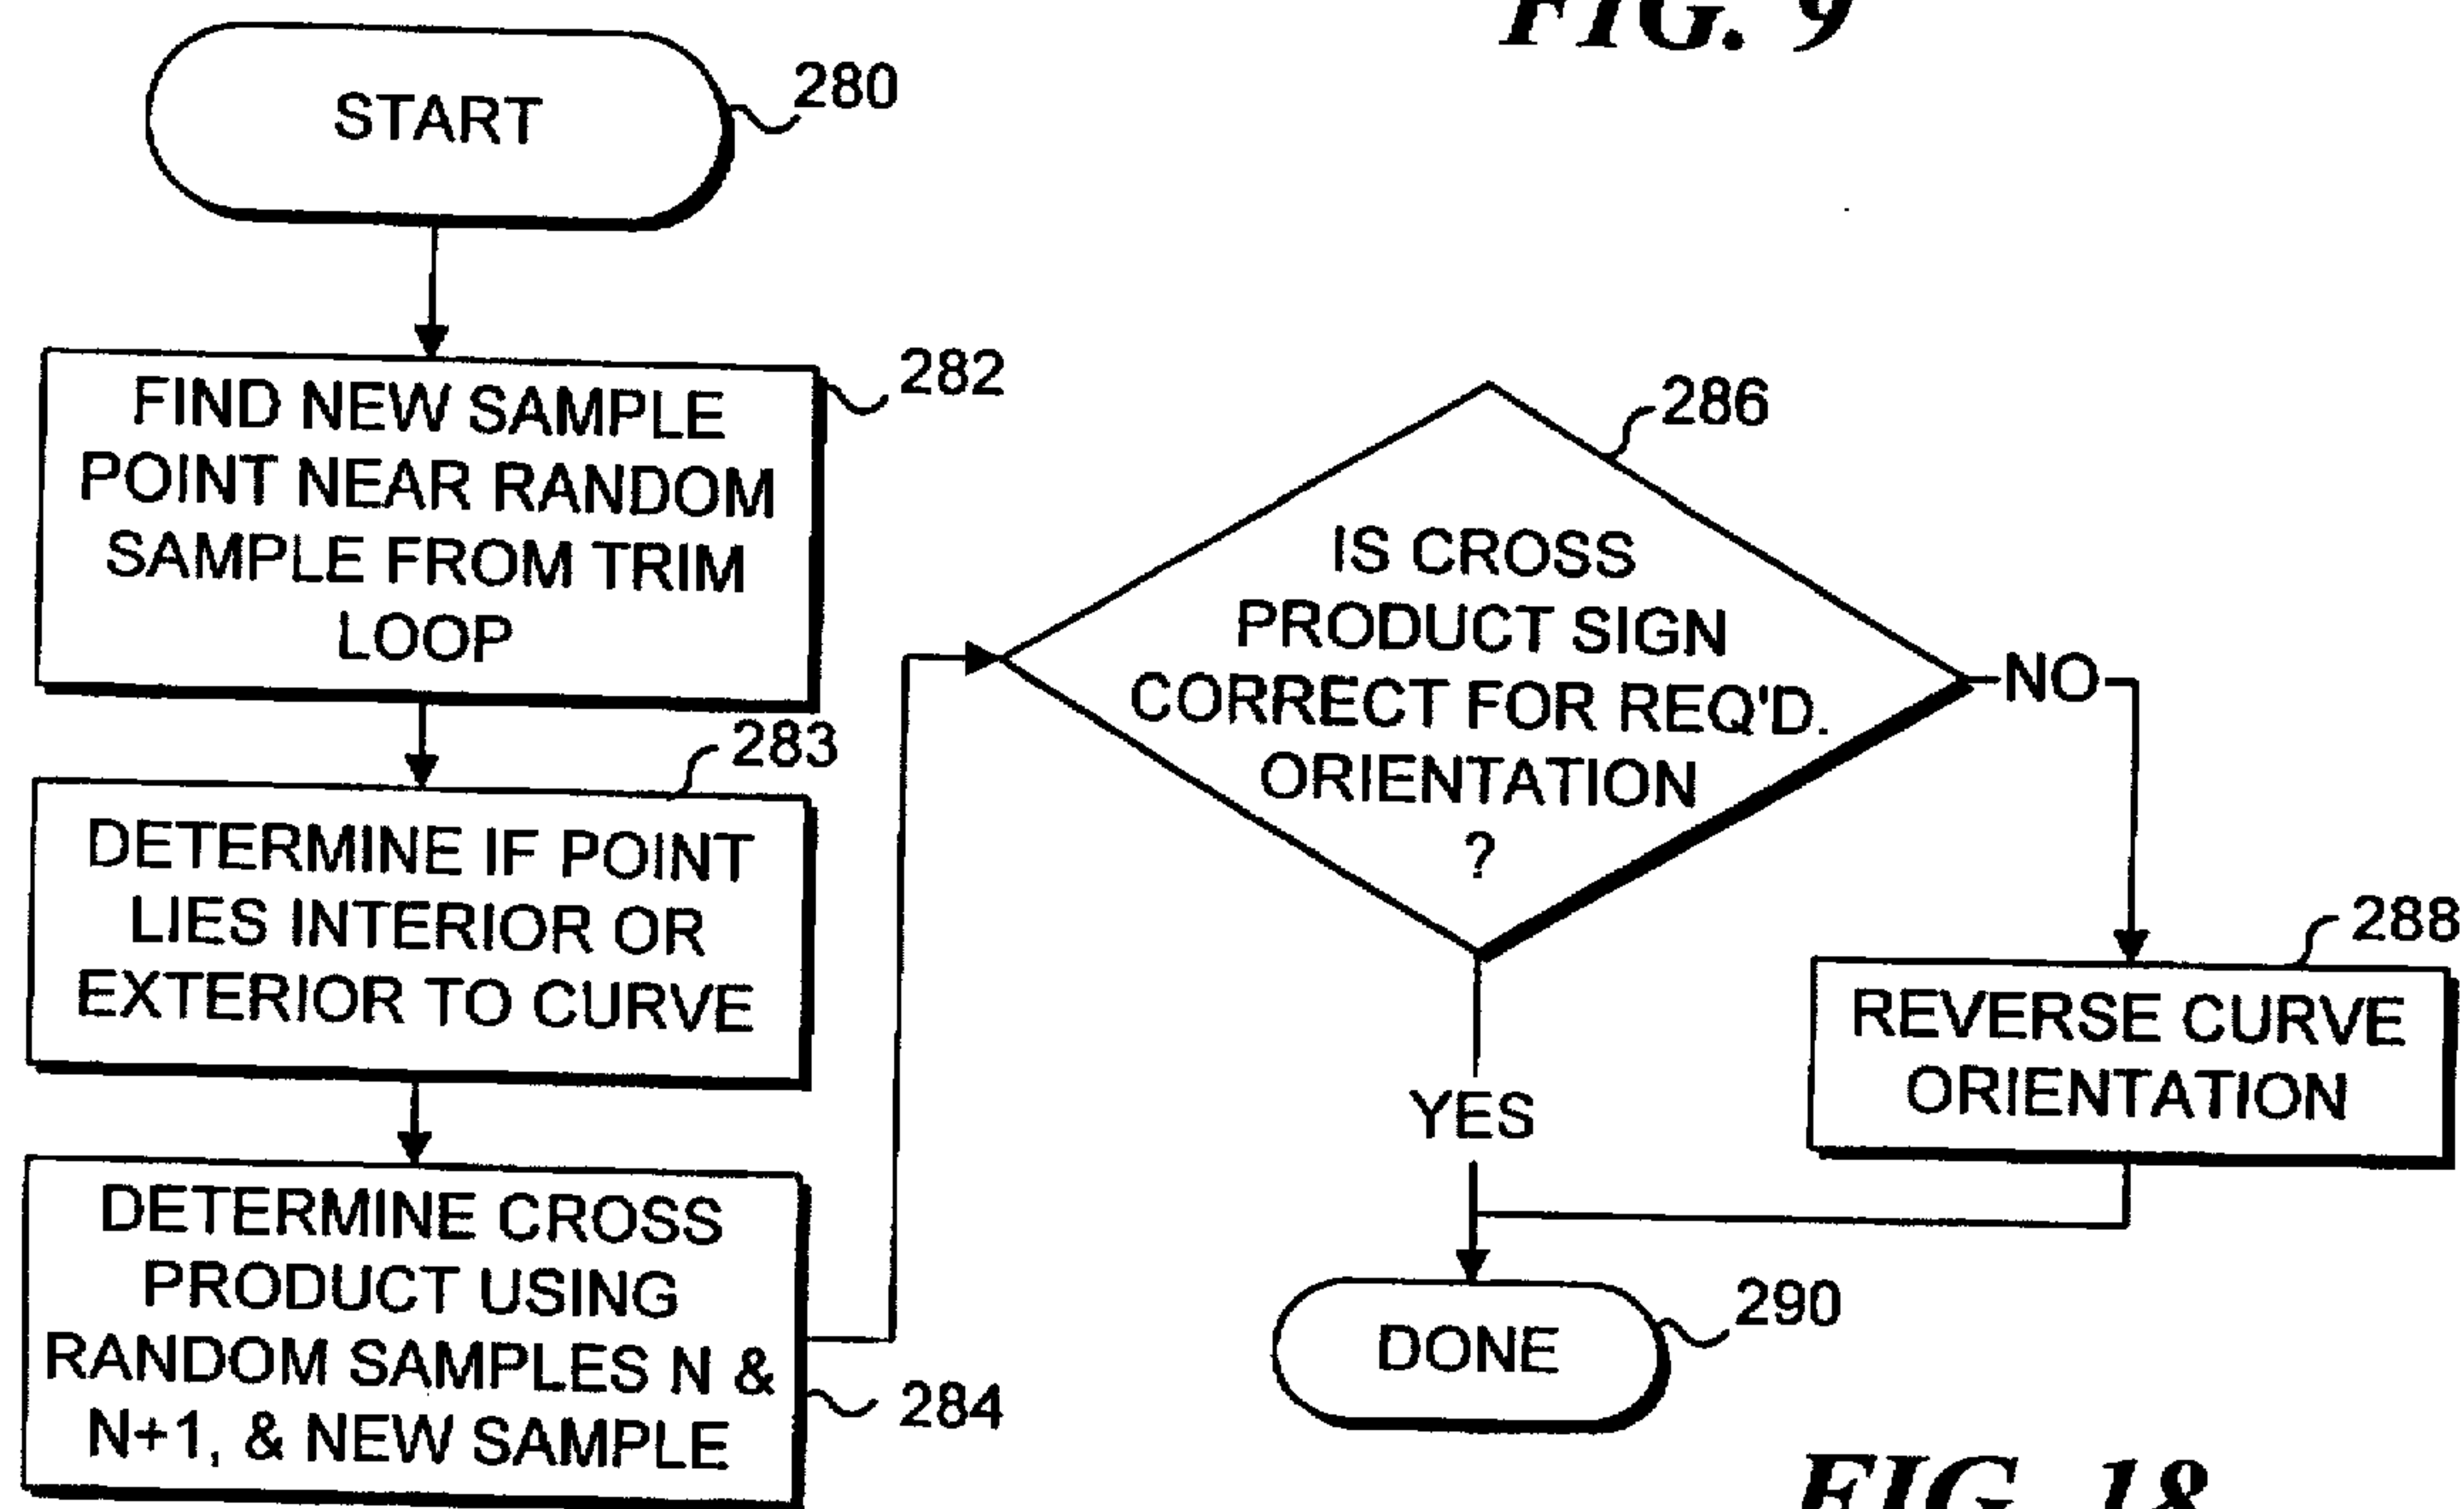 FIG. 9
START
280
FIND NEW SAMPLE
POINT NEAR RANDOM
SAMPLE FROM TRIM
LOOP
282
283
DETERMINE IF POINT
LIES INTERIOR OR
EXTERIOR TO CURVE
DETERMINE CROSS
PRODUCT USING
RANDOM SAMPLES N &
N+1, & NEW SAMPLE
284
286
IS CROSS
PRODUCT SIGN
CORRECT FOR REQ'D.
ORIENTATION
?
NO
YES
288
REVERSE CURVE
ORIENTATION
DONE
290
FIG. 18